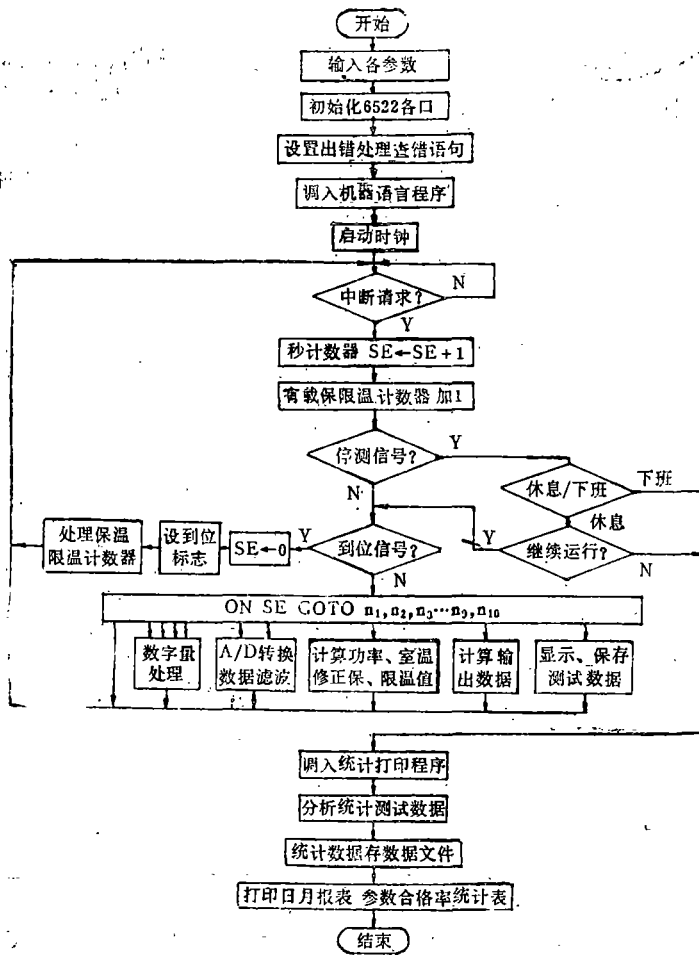 开始
输入各参数
初始化6522各口
设置出错处理查错语句
调入机器语言程序
启动时钟
中断请求?
N
Y
秒计数器 SE←SE+1
有载保限温计数器加1
停测信号?
Y
N
休息/下班
下班
休息
继续运行?
Y
N
到位信号?
Y
N
SE←0
设到位
标志
处理保温
限温计数器
ON SE GOTO n₁,n₂,n₃…n₉,n₁₀
数字量
处理
A/D转换
数据滤波
计算功率、室温
修正保、限温值
计算输
出数据
显示、保存
测试数据
调入统计打印程序
分析统计测试数据
统计数据存数据文件
打印日月报表 参数合格率统计表
结束